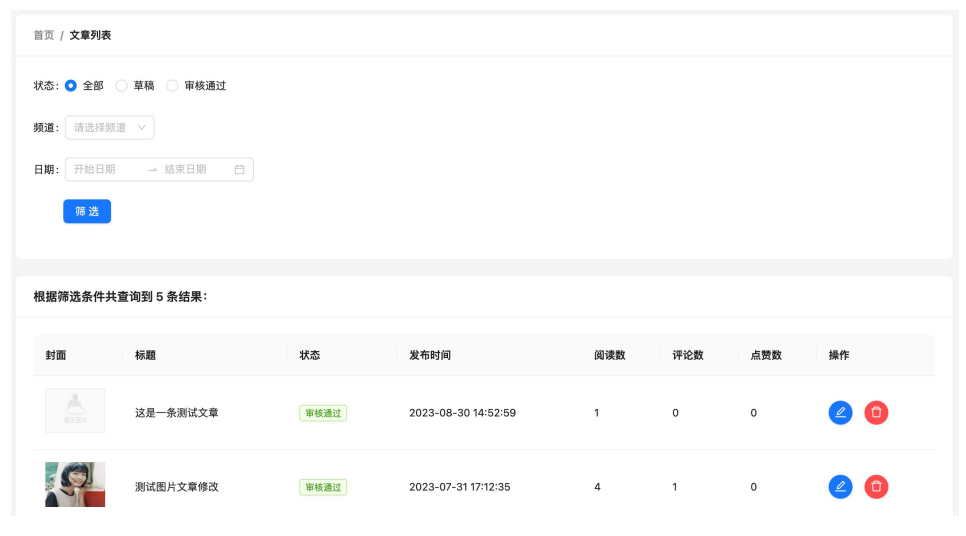 首页 / 文章列表
状态： 全部 草稿 审核通过
频道： 请选择频道
日期： 开始日期 → 结束日期
筛 选
根据筛选条件共查询到 5 条结果：
封面 标题 状态 发布时间 阅读数 评论数 点赞数 操作
暂无图片 这是一条测试文章 审核通过 2023-08-30 14:52:59 1 0 0
测试图片文章修改 审核通过 2023-07-31 17:12:35 4 1 0